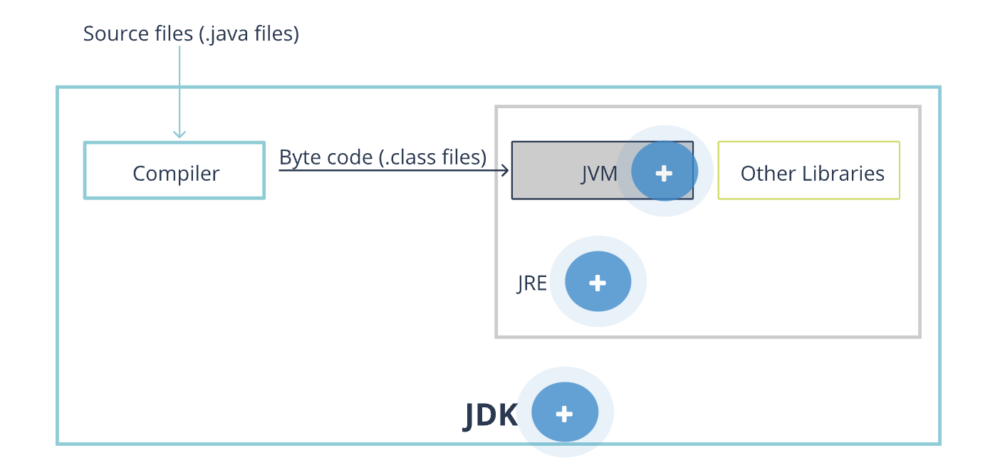 Source files (.java files)
Compiler
Byte code (.class files)
JVM
Other Libraries
JRE
JDK